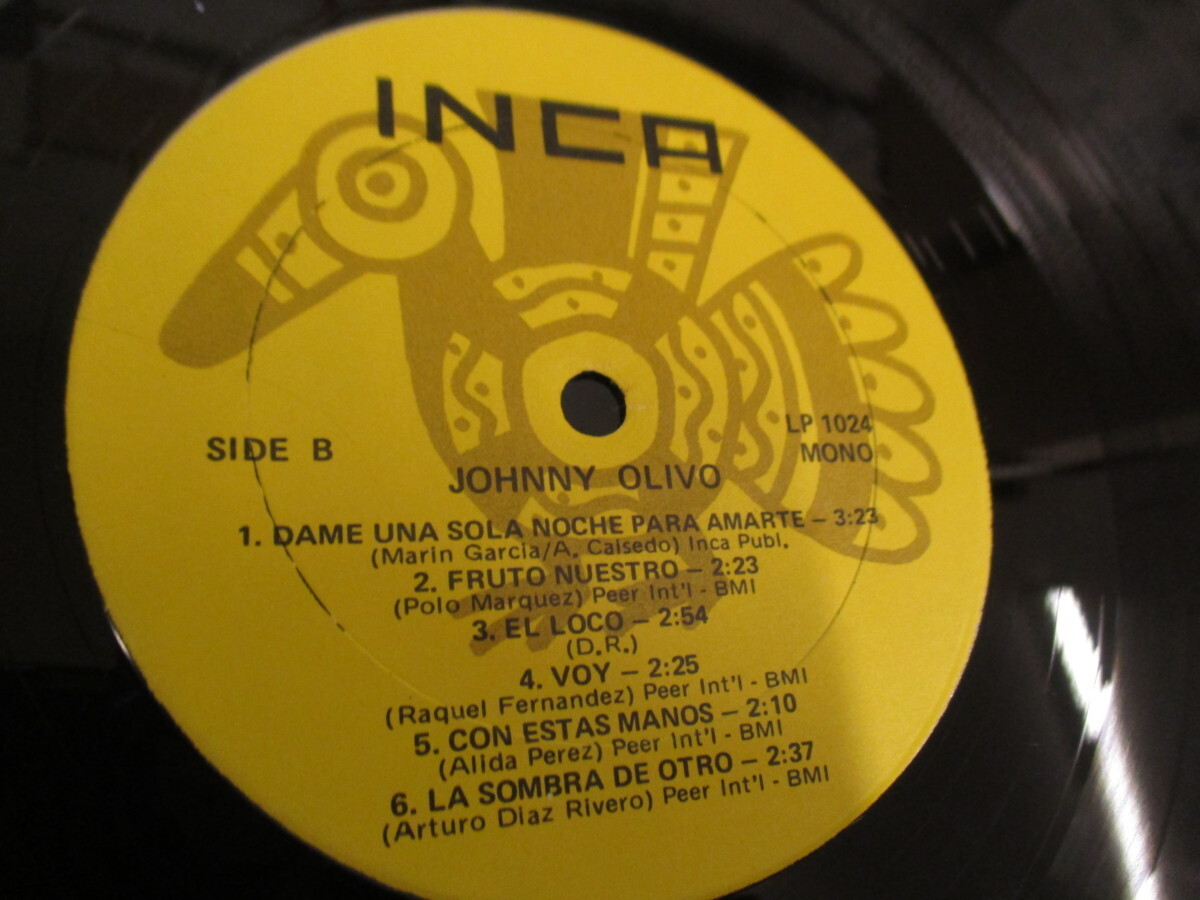 INCA
LP 1024
SIDE B
MONO
JOHNNY OLIVO
1. DAME UNA SOLA NOCHE PARA AMARTE – 3:23
(Marin Garcia/A. Caisedo) Inca Publ.
2. FRUTO NUESTRO – 2:23
(Polo Marquez) Peer Int'l - BMI
3. EL LOCO – 2:54
(D.R.)
4. VOY – 2:25
(Raquel Fernandez) Peer Int'l - BMI
5. CON ESTAS MANOS – 2:10
(Alida Perez) Peer Int'l - BMI
6. LA SOMBRA DE OTRO – 2:37
(Arturo Diaz Rivero) Peer Int'l - BMI